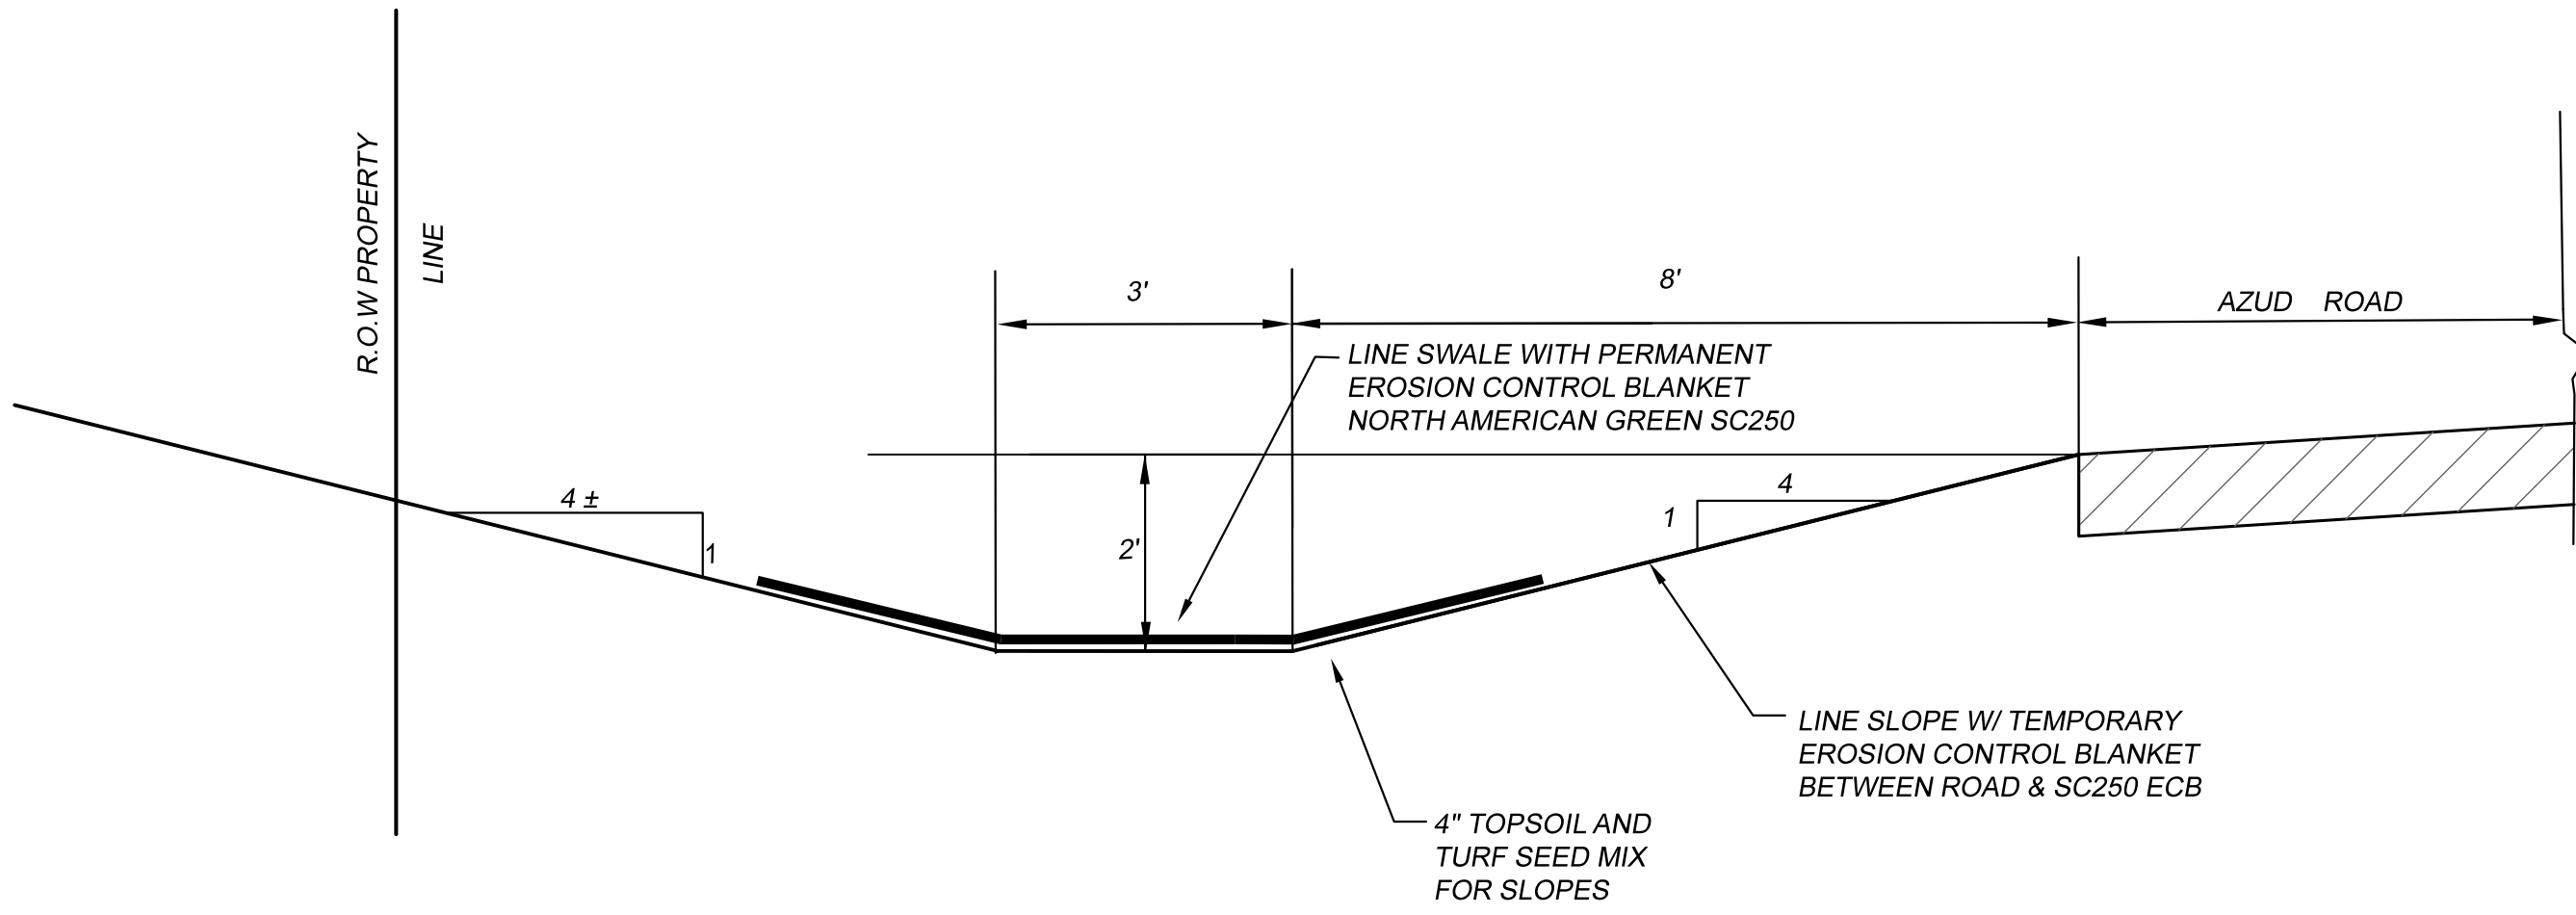 R.O.W PROPERTY
LINE
3'
8'
AZUD ROAD
LINE SWALE WITH PERMANENT
EROSION CONTROL BLANKET
NORTH AMERICAN GREEN SC250
4 ±
1
2'
4
1
LINE SLOPE W/ TEMPORARY
EROSION CONTROL BLANKET
BETWEEN ROAD & SC250 ECB
4" TOPSOIL AND
TURF SEED MIX
FOR SLOPES